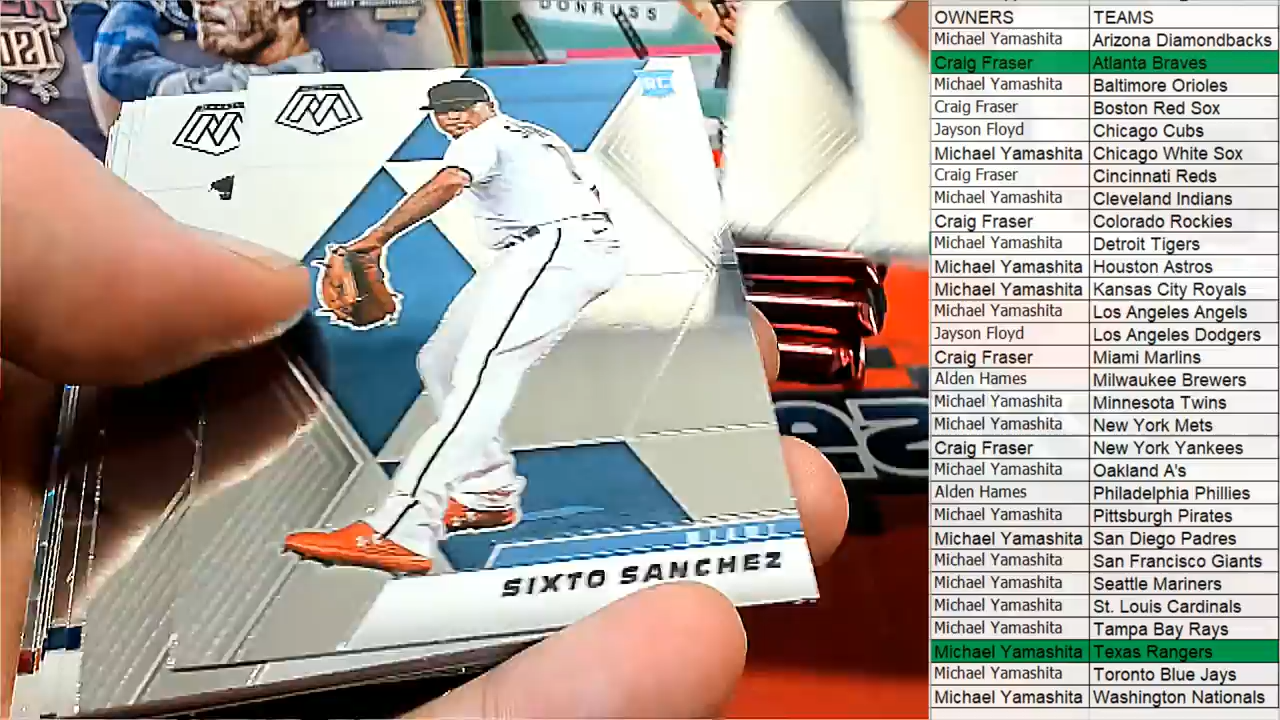 DONRUSS
2021
RC
SIXTO SANCHEZ
OWNERS TEAMS
Michael Yamashita Arizona Diamondbacks
Craig Fraser Atlanta Braves
Michael Yamashita Baltimore Orioles
Craig Fraser Boston Red Sox
Jayson Floyd Chicago Cubs
Michael Yamashita Chicago White Sox
Craig Fraser Cincinnati Reds
Michael Yamashita Cleveland Indians
Craig Fraser Colorado Rockies
Michael Yamashita Detroit Tigers
Michael Yamashita Houston Astros
Michael Yamashita Kansas City Royals
Michael Yamashita Los Angeles Angels
Jayson Floyd Los Angeles Dodgers
Craig Fraser Miami Marlins
Alden Hames Milwaukee Brewers
Michael Yamashita Minnesota Twins
Michael Yamashita New York Mets
Craig Fraser New York Yankees
Michael Yamashita Oakland A's
Alden Hames Philadelphia Phillies
Michael Yamashita Pittsburgh Pirates
Michael Yamashita San Diego Padres
Michael Yamashita San Francisco Giants
Michael Yamashita Seattle Mariners
Michael Yamashita St. Louis Cardinals
Michael Yamashita Tampa Bay Rays
Michael Yamashita Texas Rangers
Michael Yamashita Toronto Blue Jays
Michael Yamashita Washington Nationals